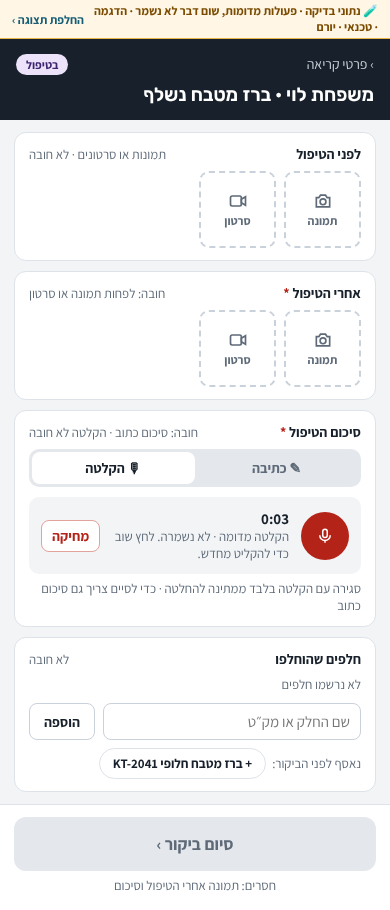 🧪 נתוני בדיקה · פעולות מדומות, שום דבר לא נשמר · הדגמה
· טכנאי · יורם
החלפת תצוגה ›
› פרטי קריאה
בטיפול
משפחת לוי • ברז מטבח נשלף
לפני הטיפול
תמונות או סרטונים · לא חובה
תמונה
סרטון
אחרי הטיפול *
חובה: לפחות תמונה או סרטון
תמונה
סרטון
סיכום הטיפול *
חובה: סיכום כתוב · הקלטה לא חובה
✎ כתיבה
🎙 הקלטה
0:03
הקלטה מדומה · לא נשמרה. לחץ שוב
כדי להקליט מחדש.
מחיקה
סגירה עם הקלטה בלבד ממתינה להחלטה · כדי לסיים צריך גם סיכום
כתוב
חלפים שהוחלפו
לא חובה
לא נרשמו חלפים
שם החלק או מק״ט
הוספה
נאסף לפני הביקור:
+ ברז מטבח חלופי KT-2041
סיום ביקור ›
חסרים: תמונה אחרי הטיפול וסיכום